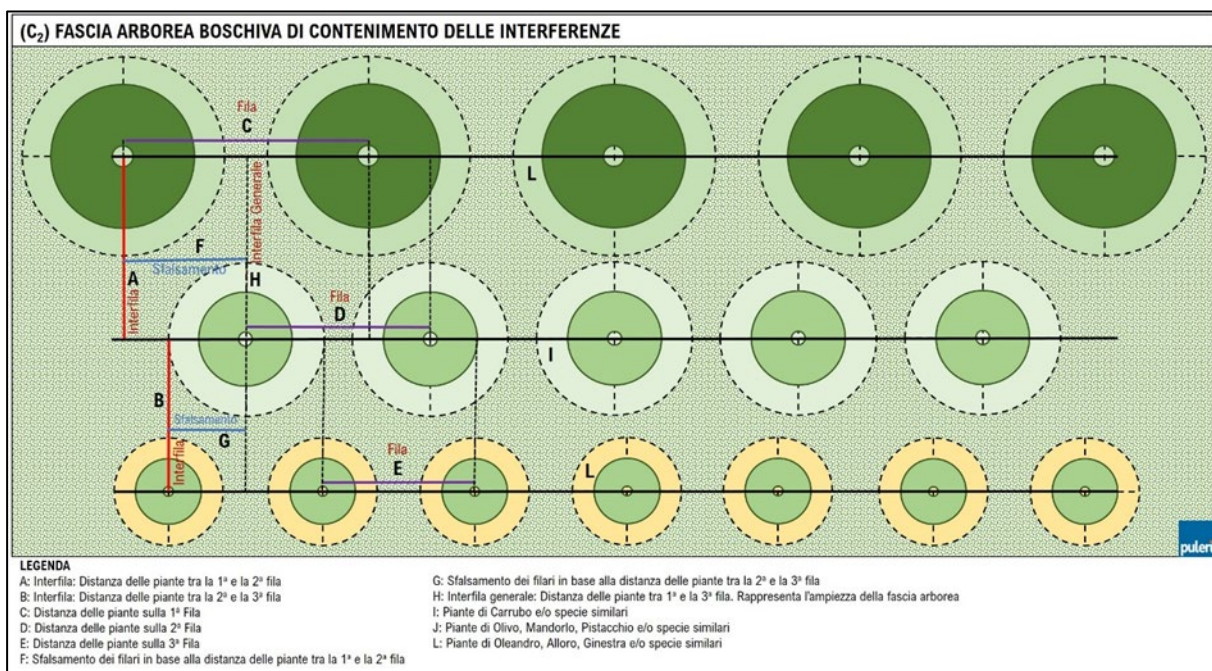 (C₂) FASCIA ARBOREA BOSCHIVA DI CONTENIMENTO DELLE INTERFERENZE
Fila
C
L
Interfila Generale
F
Sfalsamento
A
Interfila
H
Fila
D
I
B
Sfalsamento
G
Interfila
Fila
E
L
puleri
LEGENDA
A: Interfila: Distanza delle piante tra la 1ª e la 2ª fila
B: Interfila: Distanza delle piante tra la 2ª e la 3ª fila
C: Distanza delle piante sulla 1ª Fila
D: Distanza delle piante sulla 2ª Fila
E: Distanza delle piante sulla 3ª Fila
F: Sfalsamento dei filari in base alla distanza delle piante tra la 1ª e la 2ª fila
G: Sfalsamento dei filari in base alla distanza delle piante tra la 2ª e la 3ª fila
H: Interfila generale: Distanza delle piante tra 1ª e la 3ª fila. Rappresenta l'ampiezza della fascia arborea
I: Piante di Carrubo e/o specie similari
J: Piante di Olivo, Mandorlo, Pistacchio e/o specie similari
L: Piante di Oleandro, Alloro, Ginestra e/o specie similari